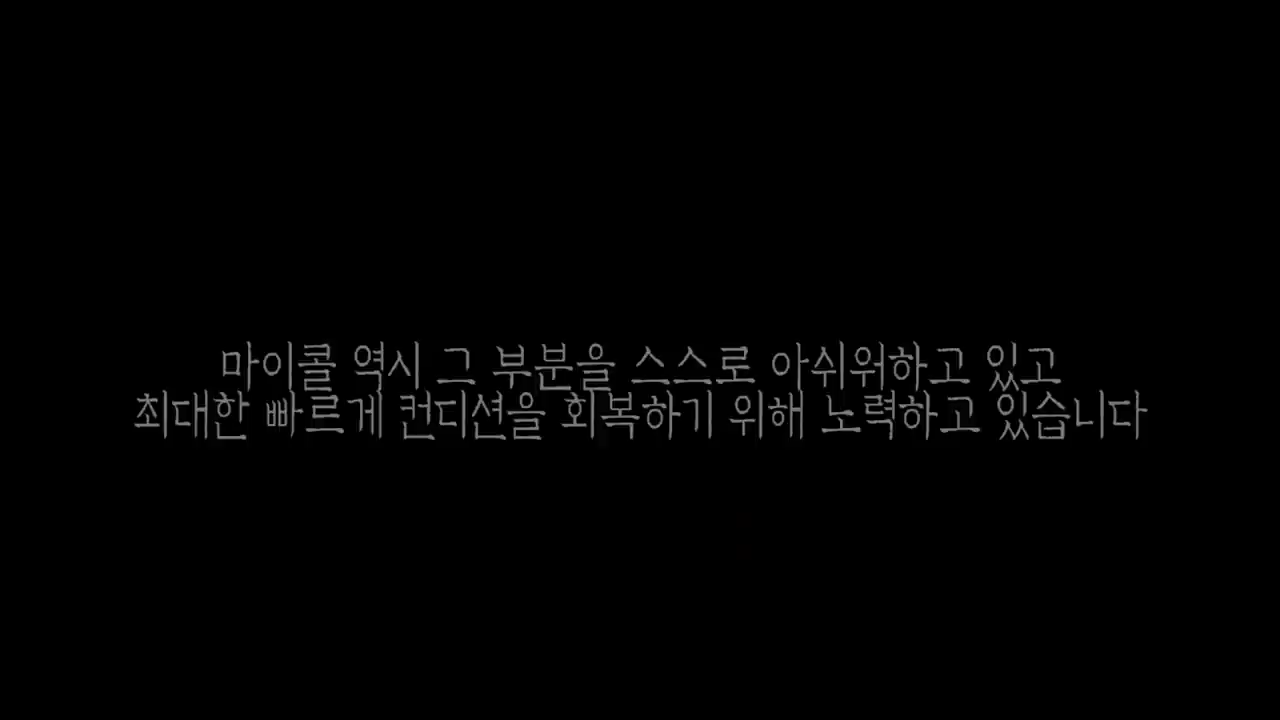 마이콜 역시 그 부분을 스스로 아쉬워하고 있고
최대한 빠르게 컨디션을 회복하기 위해 노력하고 있습니다